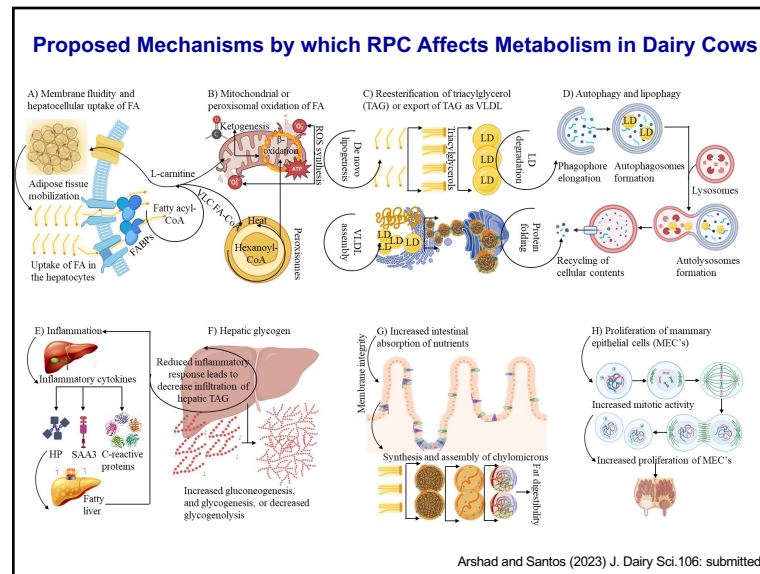 Proposed Mechanisms by which RPC Affects Metabolism in Dairy Cows
A) Membrane fluidity and
hepatocellular uptake of FA
Adipose tissue
mobilization
L-carnitine
Fatty acyl-
CoA
FABPs
Uptake of FA in
the hepatocytes
B) Mitochondrial or
peroxisomal oxidation of FA
Ketogenesis
β-
oxidation
ATP
ROS synthesis
VLC FA-CoA
Heat
Hexanoyl-
CoA
Peroxisomes
C) Reesterification of triacylglycerol
(TAG) or export of TAG as VLDL
De novo
lipogenesis
Triacylglycerols
LD
LD
LD
LD
degradation
VLDL
assembly
LD
LD
LD
Protein
folding
D) Autophagy and lipophagy
LD
LD
Phagophore
elongation
Autophagosomes
formation
Lysosomes
Recycling of
cellular contents
Autolysosomes
formation
E) Inflammation
Inflammatory cytokines
HP
SAA3
C-reactive
proteins
Fatty
liver
F) Hepatic glycogen
Reduced inflammatory
response leads to
decrease infiltration of
hepatic TAG
Increased gluconeogenesis,
and glycogenesis, or decreased
glycogenolysis
G) Increased intestinal
absorption of nutrients
Membrane integrity
Synthesis and assembly of chylomicrons
Fat digestibility
H) Proliferation of mammary
epithelial cells (MEC's)
Increased mitotic activity
Increased proliferation of MEC's
Arshad and Santos (2023) J. Dairy Sci.106: submitted